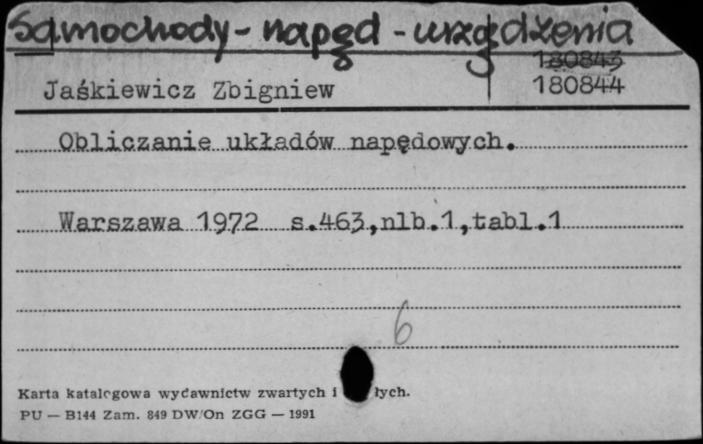 Samochody - napęd - urządzenia
180843
Jaśkiewicz Zbigniew 180844
Obliczanie układów napędowych.
Warszawa 1972 s.463,nlb.1,tabl.1
6
Karta katalogowa wydawnictw zwartych i łych.
PU — B144 Zam. 849 DW/On ZGG — 1991